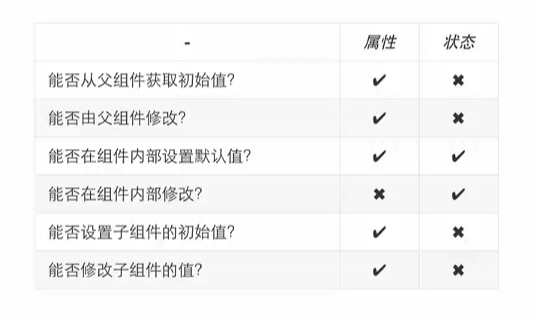 - 属性 状态
能否从父组件获取初始值? ✔ ✖
能否由父组件修改? ✔ ✖
能否在组件内部设置默认值? ✔ ✔
能否在组件内部修改? ✖ ✔
能否设置子组件的初始值? ✔ ✖
能否修改子组件的值? ✔ ✖